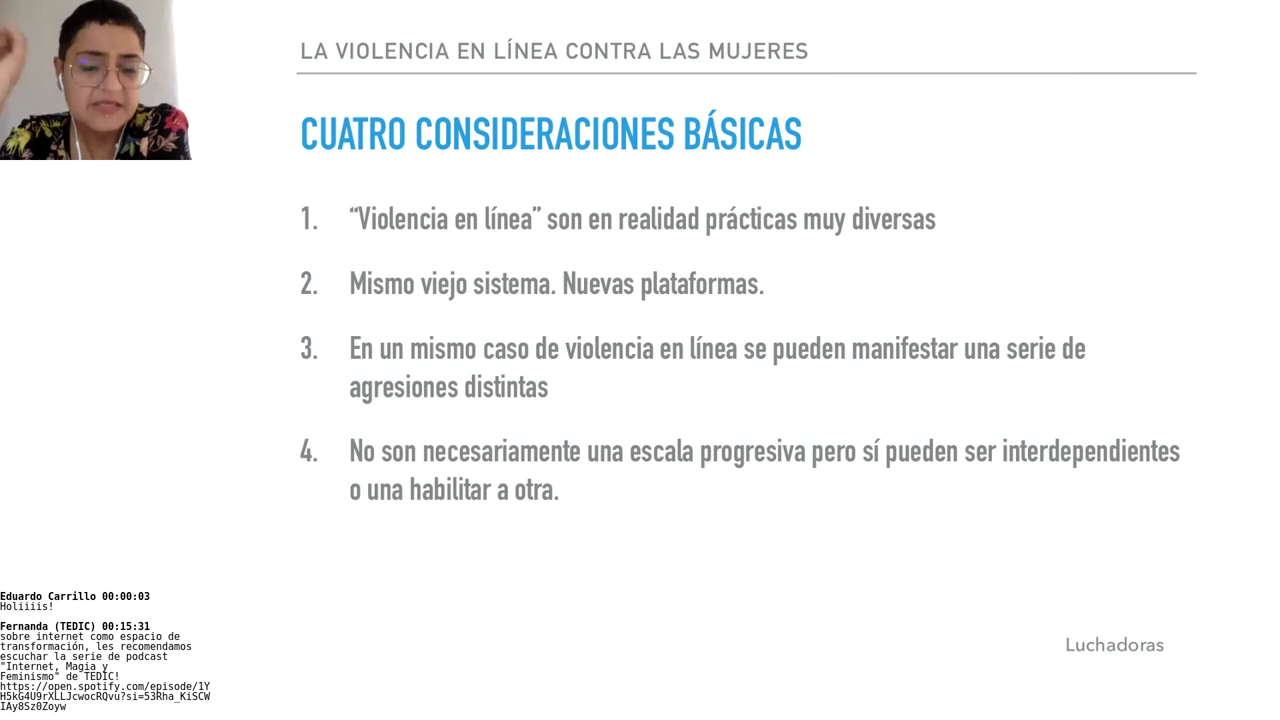 LA VIOLENCIA EN LÍNEA CONTRA LAS MUJERES
CUATRO CONSIDERACIONES BÁSICAS
1. “Violencia en línea” son en realidad prácticas muy diversas
2. Mismo viejo sistema. Nuevas plataformas.
3. En un mismo caso de violencia en línea se pueden manifestar una serie de
agresiones distintas
4. No son necesariamente una escala progresiva pero sí pueden ser interdependientes
o una habilitar a otra.
Luchadoras
Eduardo Carrillo 00:00:03
Holiiiis!
Fernanda (TEDIC) 00:15:31
sobre internet como espacio de
transformación, les recomendamos
escuchar la serie de podcast
"Internet, Magia y
Feminismo" de TEDIC!
https://open.spotify.com/episode/1Y
H5kG4U9rXLLJcwocRQvu?si=53Rha_KiSCW
IAy8Sz0Zoyw